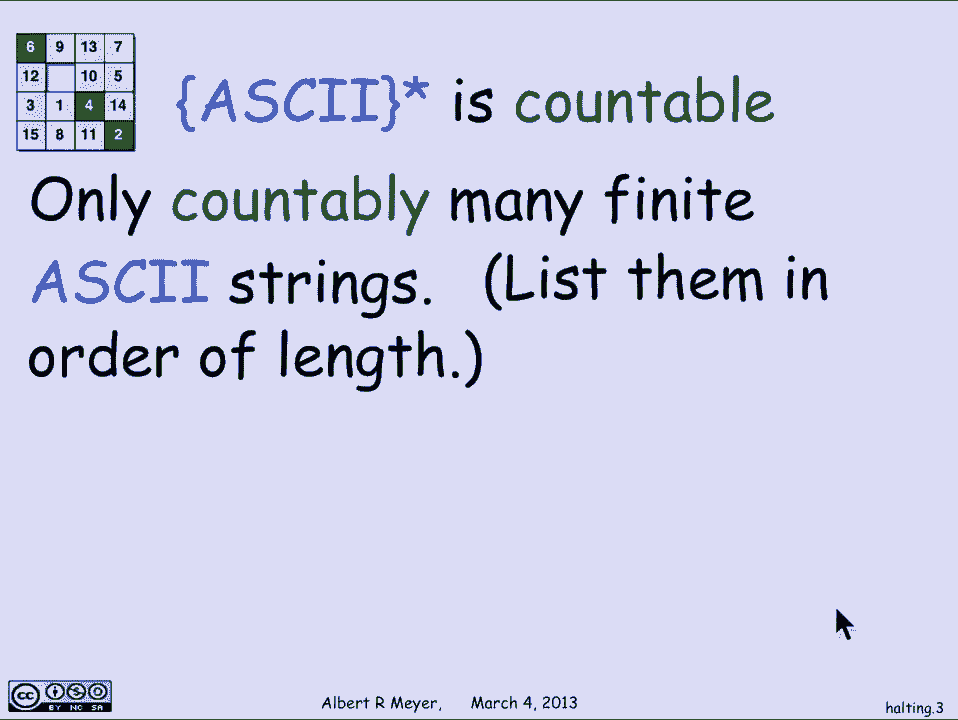 6 9 13 7
12 10 5
3 1 4 14
15 8 11 2
{ASCII}* is countable
Only countably many finite
ASCII strings. (List them in
order of length.)
cc BY NC SA
Albert R Meyer, March 4, 2013
halting.3